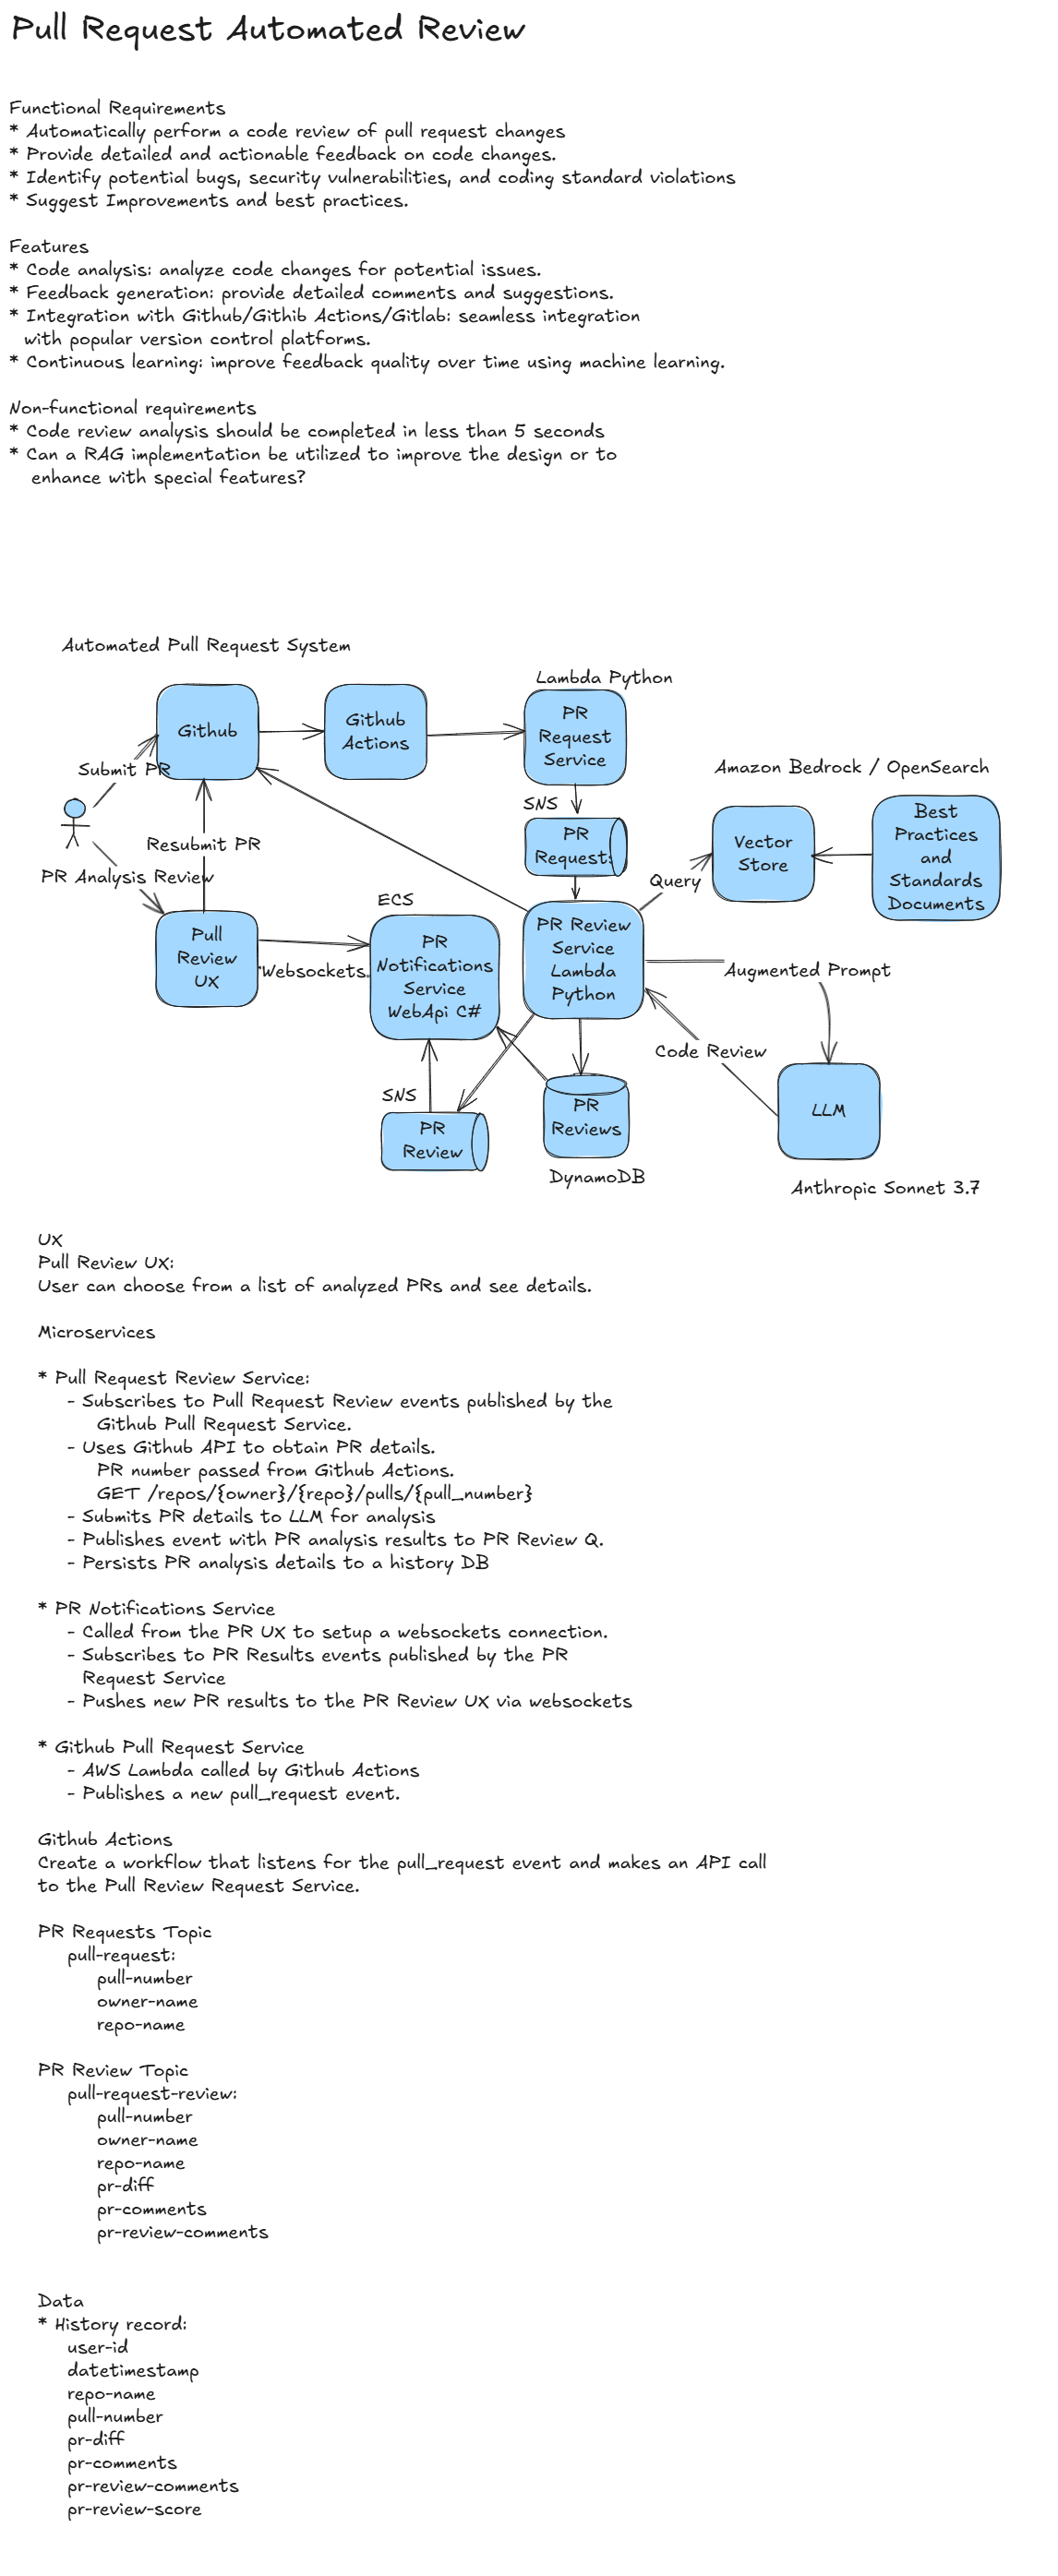 Pull Request Automated Review
Functional Requirements
* Automatically perform a code review of pull request changes
* Provide detailed and actionable feedback on code changes.
* Identify potential bugs, security vulnerabilities, and coding standard violations
* Suggest Improvements and best practices.
Features
* Code analysis: analyze code changes for potential issues.
* Feedback generation: provide detailed comments and suggestions.
* Integration with Github/Githib Actions/Gitlab: seamless integration
with popular version control platforms.
* Continuous learning: improve feedback quality over time using machine learning.
Non-functional requirements
* Code review analysis should be completed in less than 5 seconds
* Can a RAG implementation be utilized to improve the design or to
enhance with special features?
Automated Pull Request System
Lambda Python
Github
Github
Actions
PR
Request
Service
Submit PR
Amazon Bedrock / OpenSearch
SNS
PR
Requests
Vector
Store
Best
Practices
and
Standards
Documents
Resubmit PR
PR Analysis Review
Query
ECS
Pull
Review
UX
Websockets.
PR
Notifications
Service
WebApi C#
PR Review
Service
Lambda
Python
Augmented Prompt
Code Review
SNS
PR
Review
PR
Reviews
DynamoDB
LLM
Anthropic Sonnet 3.7
UX
Pull Review UX:
User can choose from a list of analyzed PRs and see details.
Microservices
* Pull Request Review Service:
- Subscribes to Pull Request Review events published by the
Github Pull Request Service.
- Uses Github API to obtain PR details.
PR number passed from Github Actions.
GET /repos/{owner}/{repo}/pulls/{pull_number}
- Submits PR details to LLM for analysis
- Publishes event with PR analysis results to PR Review Q.
- Persists PR analysis details to a history DB
* PR Notifications Service
- Called from the PR UX to setup a websockets connection.
- Subscribes to PR Results events published by the PR
Request Service
- Pushes new PR results to the PR Review UX via websockets
* Github Pull Request Service
- AWS Lambda called by Github Actions
- Publishes a new pull_request event.
Github Actions
Create a workflow that listens for the pull_request event and makes an API call
to the Pull Review Request Service.
PR Requests Topic
pull-request:
pull-number
owner-name
repo-name
PR Review Topic
pull-request-review:
pull-number
owner-name
repo-name
pr-diff
pr-comments
pr-review-comments
Data
* History record:
user-id
datetimestamp
repo-name
pull-number
pr-diff
pr-comments
pr-review-comments
pr-review-score